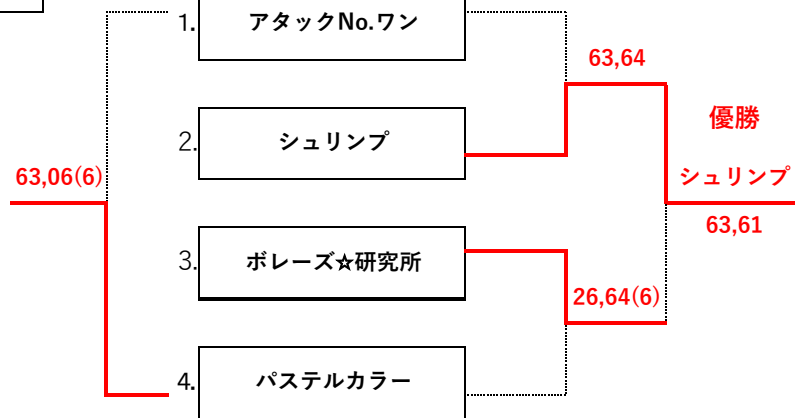 1.
アタックNo.ワン
63,64
2.
シュリンプ
優勝
63,06(6)
シュリンプ
63,61
3.
ボレーズ☆研究所
26,64(6)
4.
パステルカラー